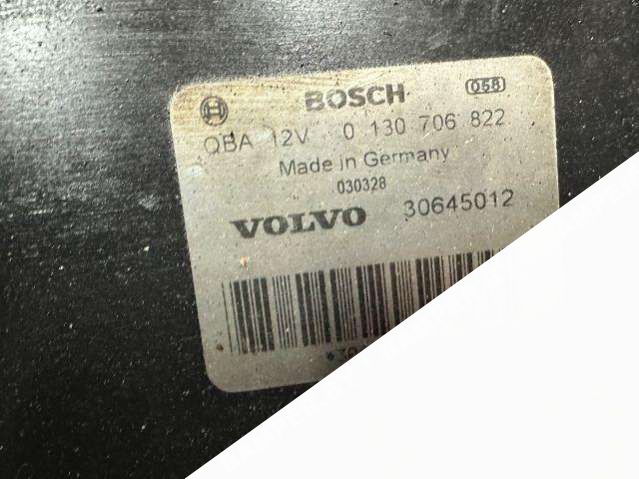 BOSCH 058
QBA 12V 0 130 706 822
Made in Germany
030328
VOLVO 30645012